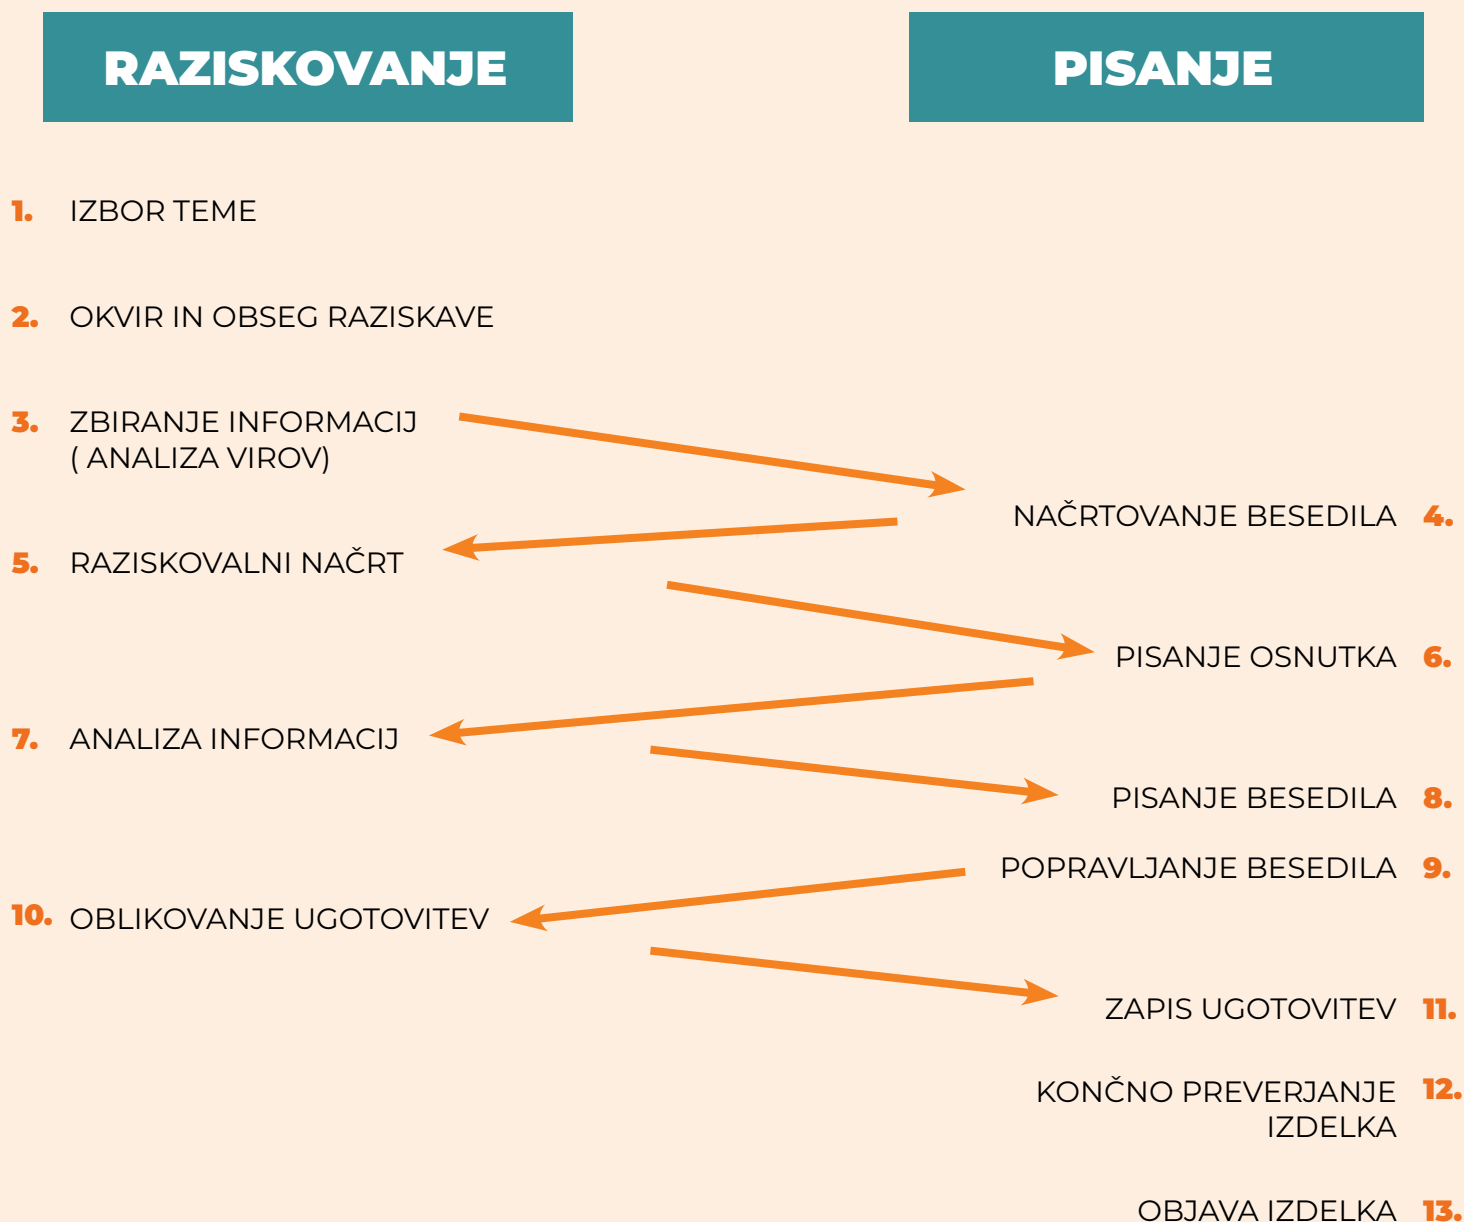 RAZISKOVANJE
PISANJE
1. IZBOR TEME
2. OKVIR IN OBSEG RAZISKAVE
3. ZBIRANJE INFORMACIJ
( ANALIZA VIROV)
NAČRTOVANJE BESEDILA 4.
5. RAZISKOVALNI NAČRT
PISANJE OSNUTKA 6.
7. ANALIZA INFORMACIJ
PISANJE BESEDILA 8.
POPRAVLJANJE BESEDILA 9.
10. OBLIKOVANJE UGOTOVITEV
ZAPIS UGOTOVITEV 11.
KONČNO PREVERJANJE 12.
IZDELKA
OBJAVA IZDELKA 13.